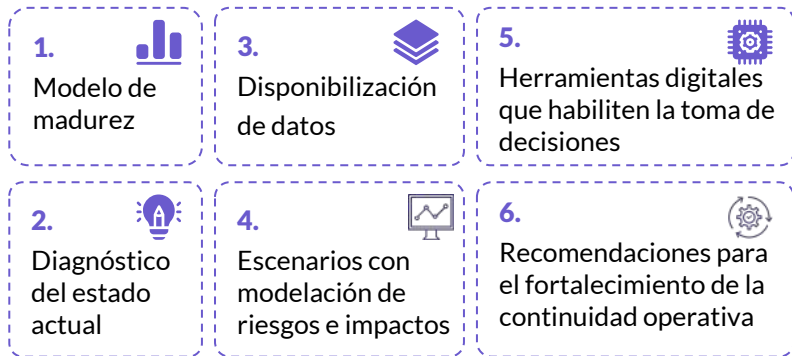 1.
Modelo de
madurez
2.
Diagnóstico
del estado
actual
3.
Disponibilización
de datos
4.
Escenarios con
modelación de
riesgos e impactos
5.
Herramientas digitales
que habiliten la toma de
decisiones
6.
Recomendaciones para
el fortalecimiento de la
continuidad operativa